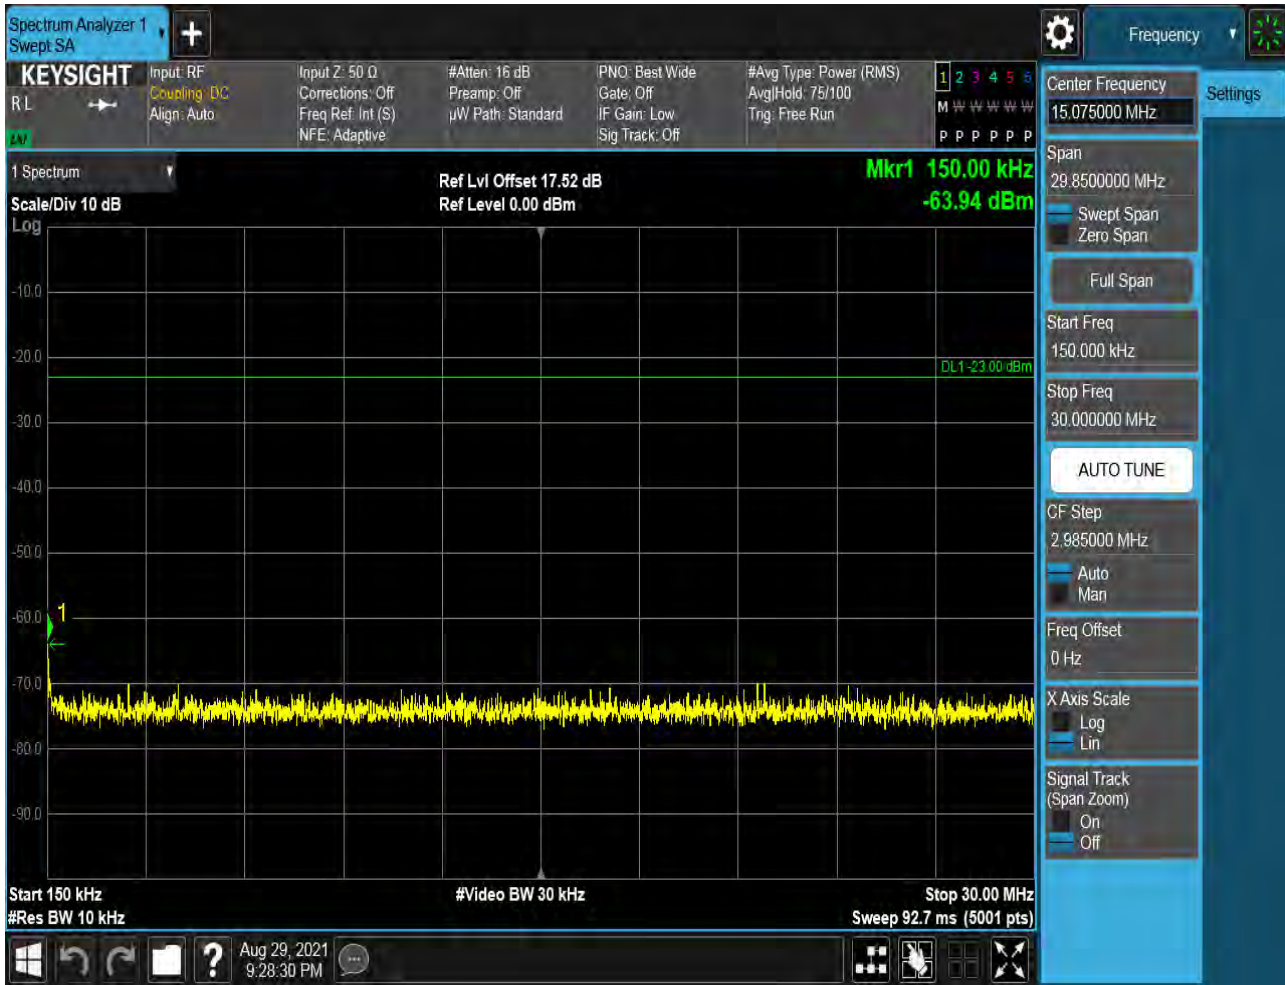 Spectrum Analyzer 1
Swept SA
Frequency
KEYSIGHT
R L
LNI
Input: RF
Coupling: DC
Align: Auto
Input Z: 50 Ω
Corrections: Off
Freq Ref: Int (S)
NFE: Adaptive
#Atten: 16 dB
Preamp: Off
µW Path: Standard
PNO: Best Wide
Gate: Off
IF Gain: Low
Sig Track: Off
#Avg Type: Power (RMS)
Avg|Hold: 75/100
Trig: Free Run
1 2 3 4 5 6
M W W W W W
P P P P P P
1 Spectrum
Scale/Div 10 dB
Log
Ref Lvl Offset 17.52 dB
Ref Level 0.00 dBm
Mkr1 150.00 kHz
-63.94 dBm
-10.0
-20.0
DL1 -23.00 dBm
-30.0
-40.0
-50.0
-60.0
1
-70.0
-80.0
-90.0
Start 150 kHz
#Video BW 30 kHz
Stop 30.00 MHz
#Res BW 10 kHz
Sweep 92.7 ms (5001 pts)
Aug 29, 2021
9:28:30 PM
Center Frequency
15.075000 MHz
Settings
Span
29.8500000 MHz
Swept Span
Zero Span
Full Span
Start Freq
150.000 kHz
Stop Freq
30.000000 MHz
AUTO TUNE
CF Step
2.985000 MHz
Auto
Man
Freq Offset
0 Hz
X Axis Scale
Log
Lin
Signal Track
(Span Zoom)
On
Off